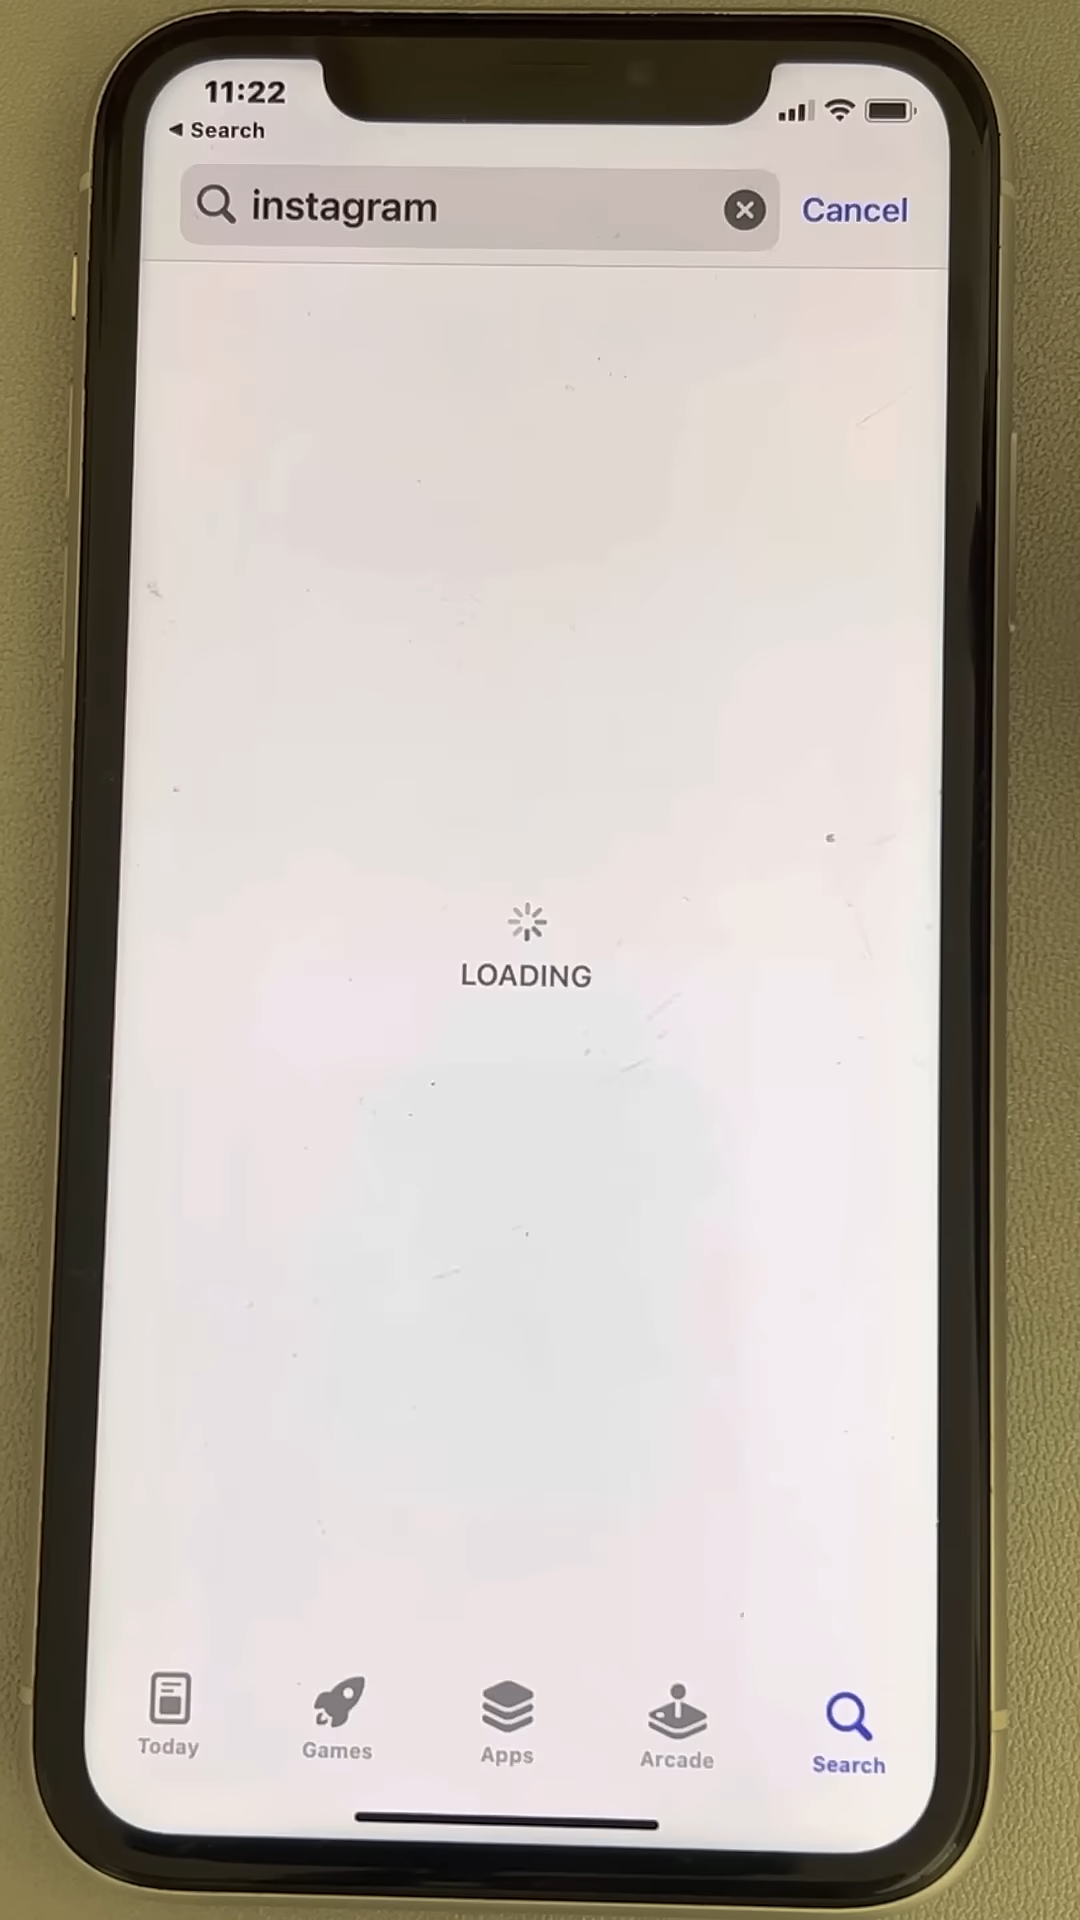 11:22
◀ Search
instagram
Cancel
LOADING
Today
Games
Apps
Arcade
Search